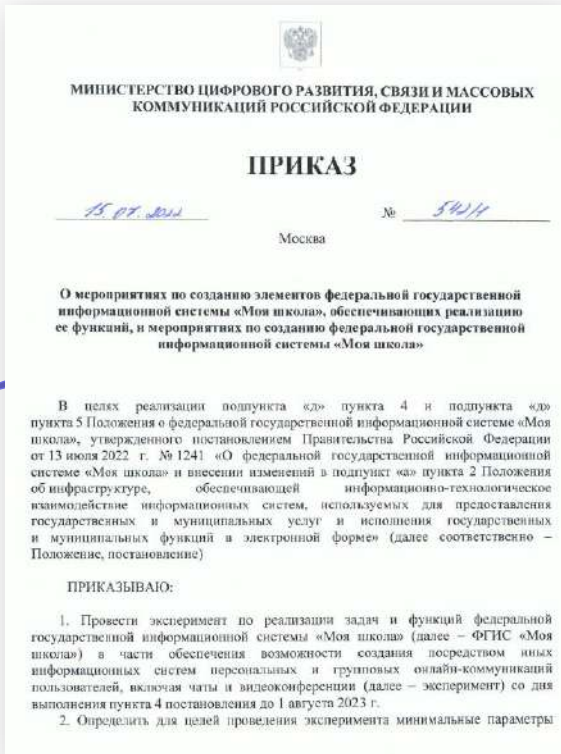 МИНИСТЕРСТВО ЦИФРОВОГО РАЗВИТИЯ, СВЯЗИ И МАССОВЫХ
КОММУНИКАЦИЙ РОССИЙСКОЙ ФЕДЕРАЦИИ
ПРИКАЗ
15.07.2022 №
Москва
О мероприятиях по созданию элементов федеральной государственной
информационной системы «Моя школа», обеспечивающих реализацию
ее функций, и мероприятиях по созданию федеральной государственной
информационной системы «Моя школа»
В целях реализации подпункта «д» пункта 4 и подпункта «д»
пункта 5 Положения о федеральной государственной информационной системе «Моя
школа», утвержденного постановлением Правительства Российской Федерации
от 13 июля 2022 г. № 1241 «О федеральной государственной информационной
системе «Моя школа» и внесении изменений в подпункт «а» пункта 2 Положения
об инфраструктуре, обеспечивающей информационно-технологическое
взаимодействие информационных систем, используемых для предоставления
государственных и муниципальных услуг и исполнения государственных
и муниципальных функций в электронной форме» (далее соответственно –
Положение, постановление)
ПРИКАЗЫВАЮ:
1. Провести эксперимент по реализации задач и функций федеральной
государственной информационной системы «Моя школа» (далее – ФГИС «Моя
школа») в части обеспечения возможности создания посредством иных
информационных систем персональных и групповых онлайн-коммуникаций
пользователей, включая чаты и видеоконференции (далее – эксперимент) со дня
выполнения пункта 4 постановления до 1 августа 2023 г.
2. Определить для целей проведения эксперимента минимальные параметры